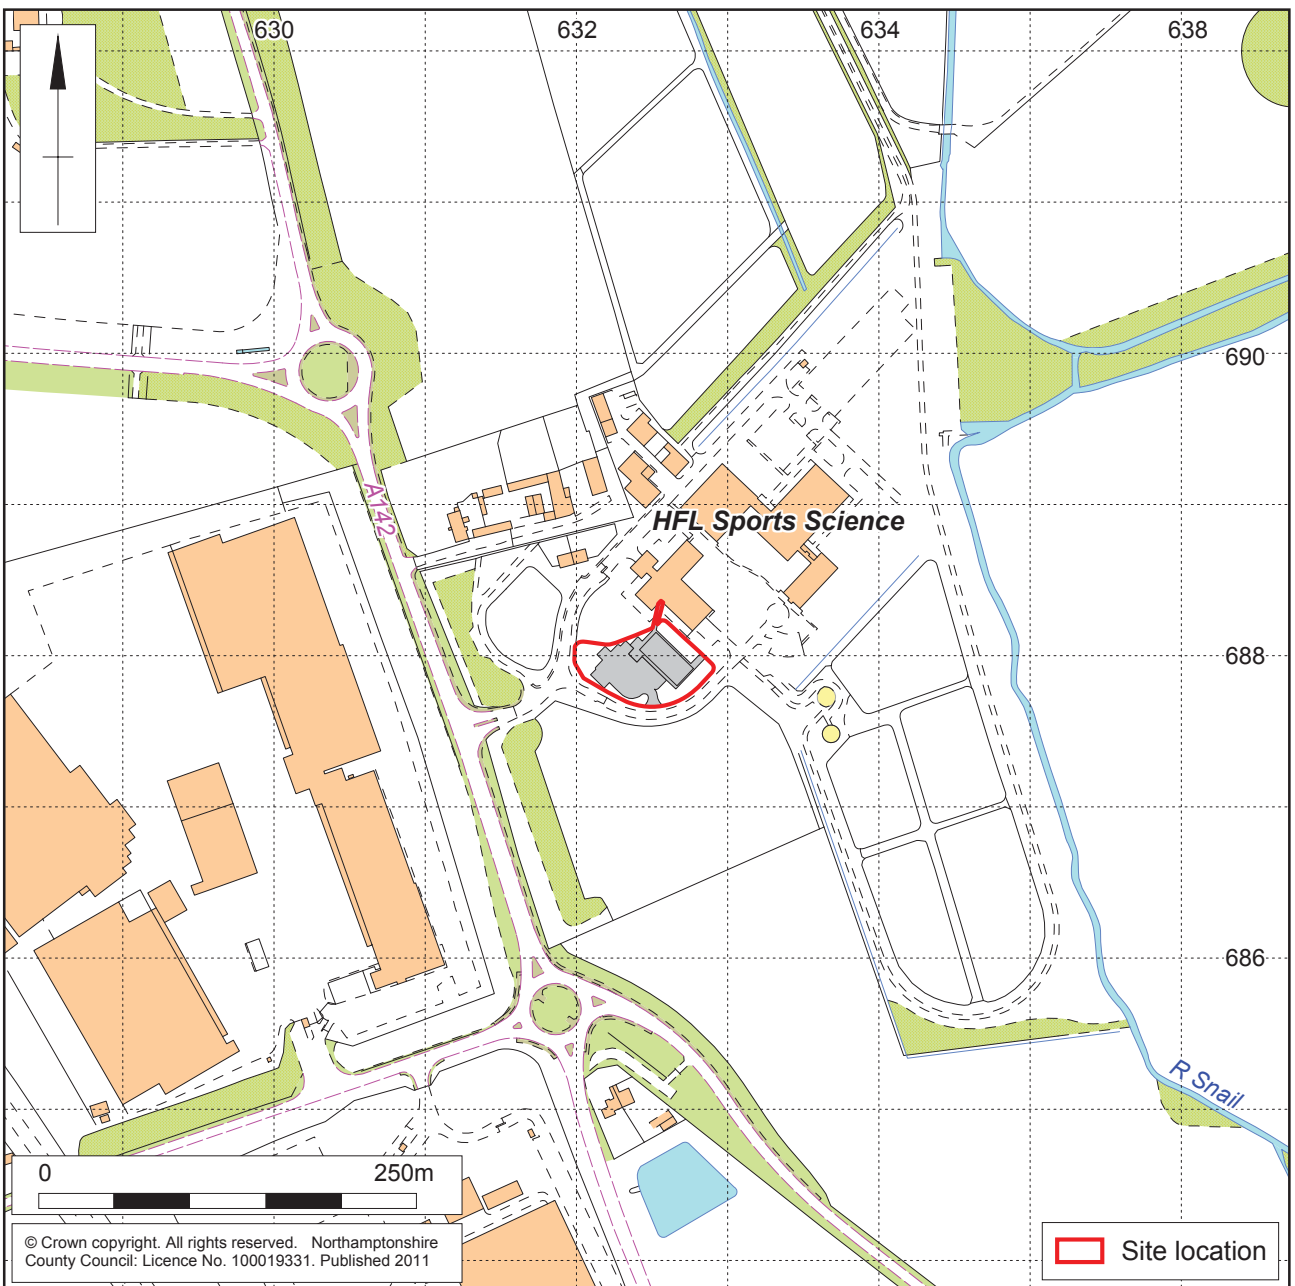 630
632
634
638
690
A142
HFL Sports Science
688
686
R Snail
0
250m
© Crown copyright. All rights reserved. Northamptonshire
County Council: Licence No. 100019331. Published 2011
Site location